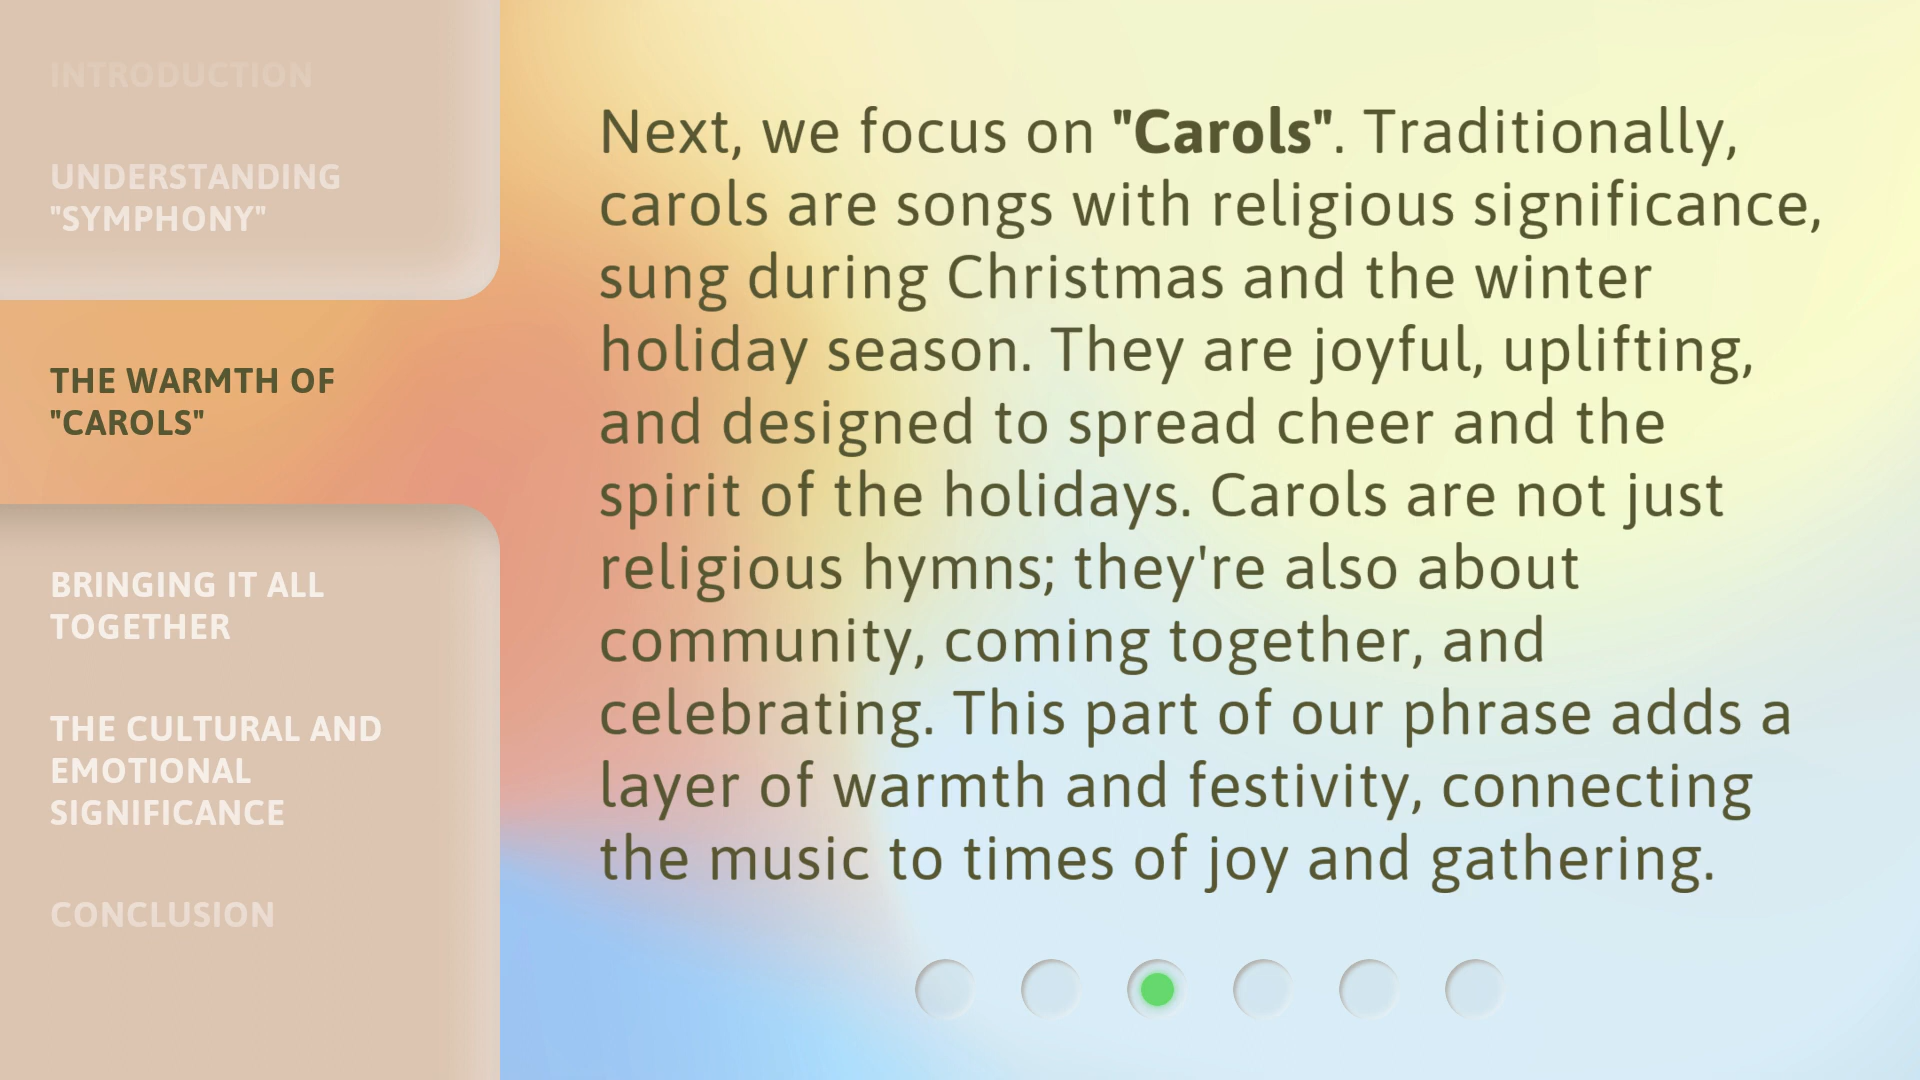 INTRODUCTION
UNDERSTANDING
"SYMPHONY"
THE WARMTH OF
"CAROLS"
BRINGING IT ALL
TOGETHER
THE CULTURAL AND
EMOTIONAL
SIGNIFICANCE
CONCLUSION
Next, we focus on "Carols". Traditionally,
carols are songs with religious significance,
sung during Christmas and the winter
holiday season. They are joyful, uplifting,
and designed to spread cheer and the
spirit of the holidays. Carols are not just
religious hymns; they're also about
community, coming together, and
celebrating. This part of our phrase adds a
layer of warmth and festivity, connecting
the music to times of joy and gathering.